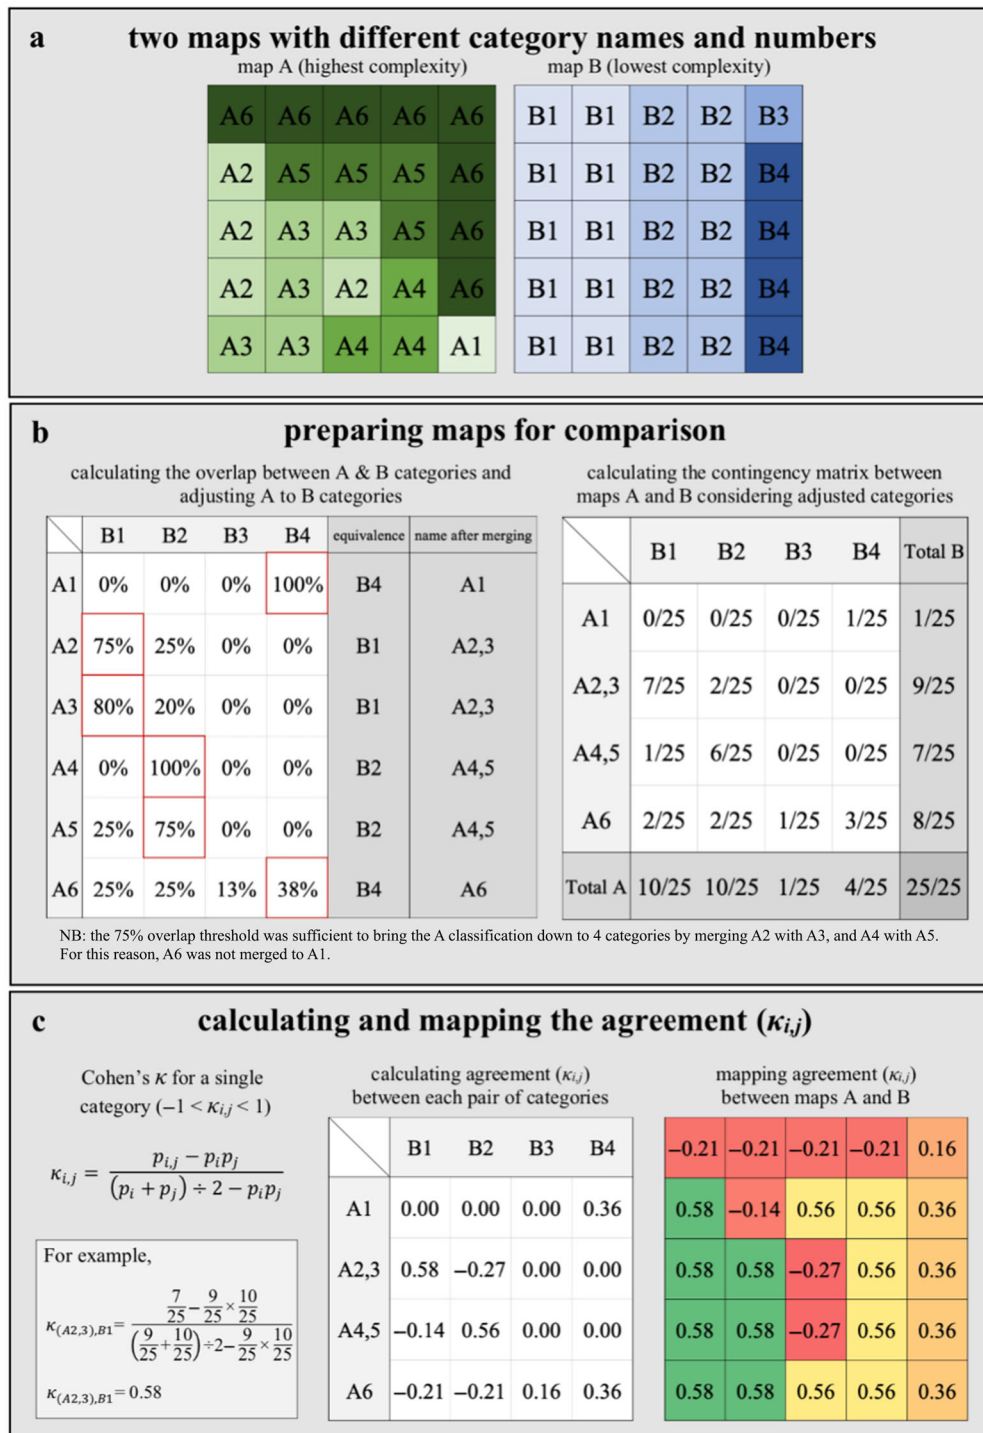 a two maps with different category names and numbers
map A (highest complexity) map B (lowest complexity)
A6 A6 A6 A6 A6 B1 B1 B2 B2 B3
A2 A5 A5 A5 A6 B1 B1 B2 B2 B4
A2 A3 A3 A5 A6 B1 B1 B2 B2 B4
A2 A3 A2 A4 A6 B1 B1 B2 B2 B4
A3 A3 A4 A4 A1 B1 B1 B2 B2 B4
b preparing maps for comparison
calculating the overlap between A & B categories and
adjusting A to B categories
B1 B2 B3 B4 equivalence name after merging
A1 0% 0% 0% 100% B4 A1
A2 75% 25% 0% 0% B1 A2,3
A3 80% 20% 0% 0% B1 A2,3
A4 0% 100% 0% 0% B2 A4,5
A5 25% 75% 0% 0% B2 A4,5
A6 25% 25% 13% 38% B4 A6
calculating the contingency matrix between
maps A and B considering adjusted categories
B1 B2 B3 B4 Total B
A1 0/25 0/25 0/25 1/25 1/25
A2,3 7/25 2/25 0/25 0/25 9/25
A4,5 1/25 6/25 0/25 0/25 7/25
A6 2/25 2/25 1/25 3/25 8/25
Total A 10/25 10/25 1/25 4/25 25/25
NB: the 75% overlap threshold was sufficient to bring the A classification down to 4 categories by merging A2 with A3, and A4 with A5.
For this reason, A6 was not merged to A1.
c calculating and mapping the agreement (κi,j)
Cohen's κ for a single
category (−1 < κi,j < 1)
κi,j = (pi,j − pipj) / ((pi + pj) ÷ 2 − pipj)
For example,
κ(A2,3),B1 = (7/25 − 9/25 × 10/25) / ((9/25 + 10/25) ÷ 2 − 9/25 × 10/25)
κ(A2,3),B1 = 0.58
calculating agreement (κi,j)
between each pair of categories
B1 B2 B3 B4
A1 0.00 0.00 0.00 0.36
A2,3 0.58 −0.27 0.00 0.00
A4,5 −0.14 0.56 0.00 0.00
A6 −0.21 −0.21 0.16 0.36
mapping agreement (κi,j)
between maps A and B
−0.21 −0.21 −0.21 −0.21 0.16
0.58 −0.14 0.56 0.56 0.36
0.58 0.58 −0.27 0.56 0.36
0.58 0.58 −0.27 0.56 0.36
0.58 0.58 0.56 0.56 0.36